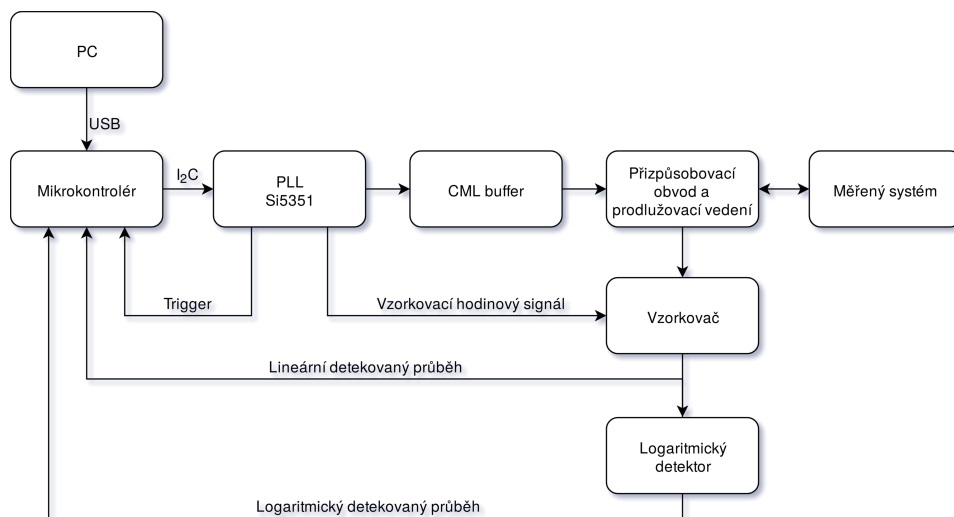 PC
USB
Mikrokontrolér
I₂C
PLL
Si5351
CML buffer
Přizpůsobovací
obvod a
prodlužovací vedení
Měřený systém
Trigger
Vzorkovací hodinový signál
Vzorkovač
Lineární detekovaný průběh
Logaritmický
detektor
Logaritmický detekovaný průběh